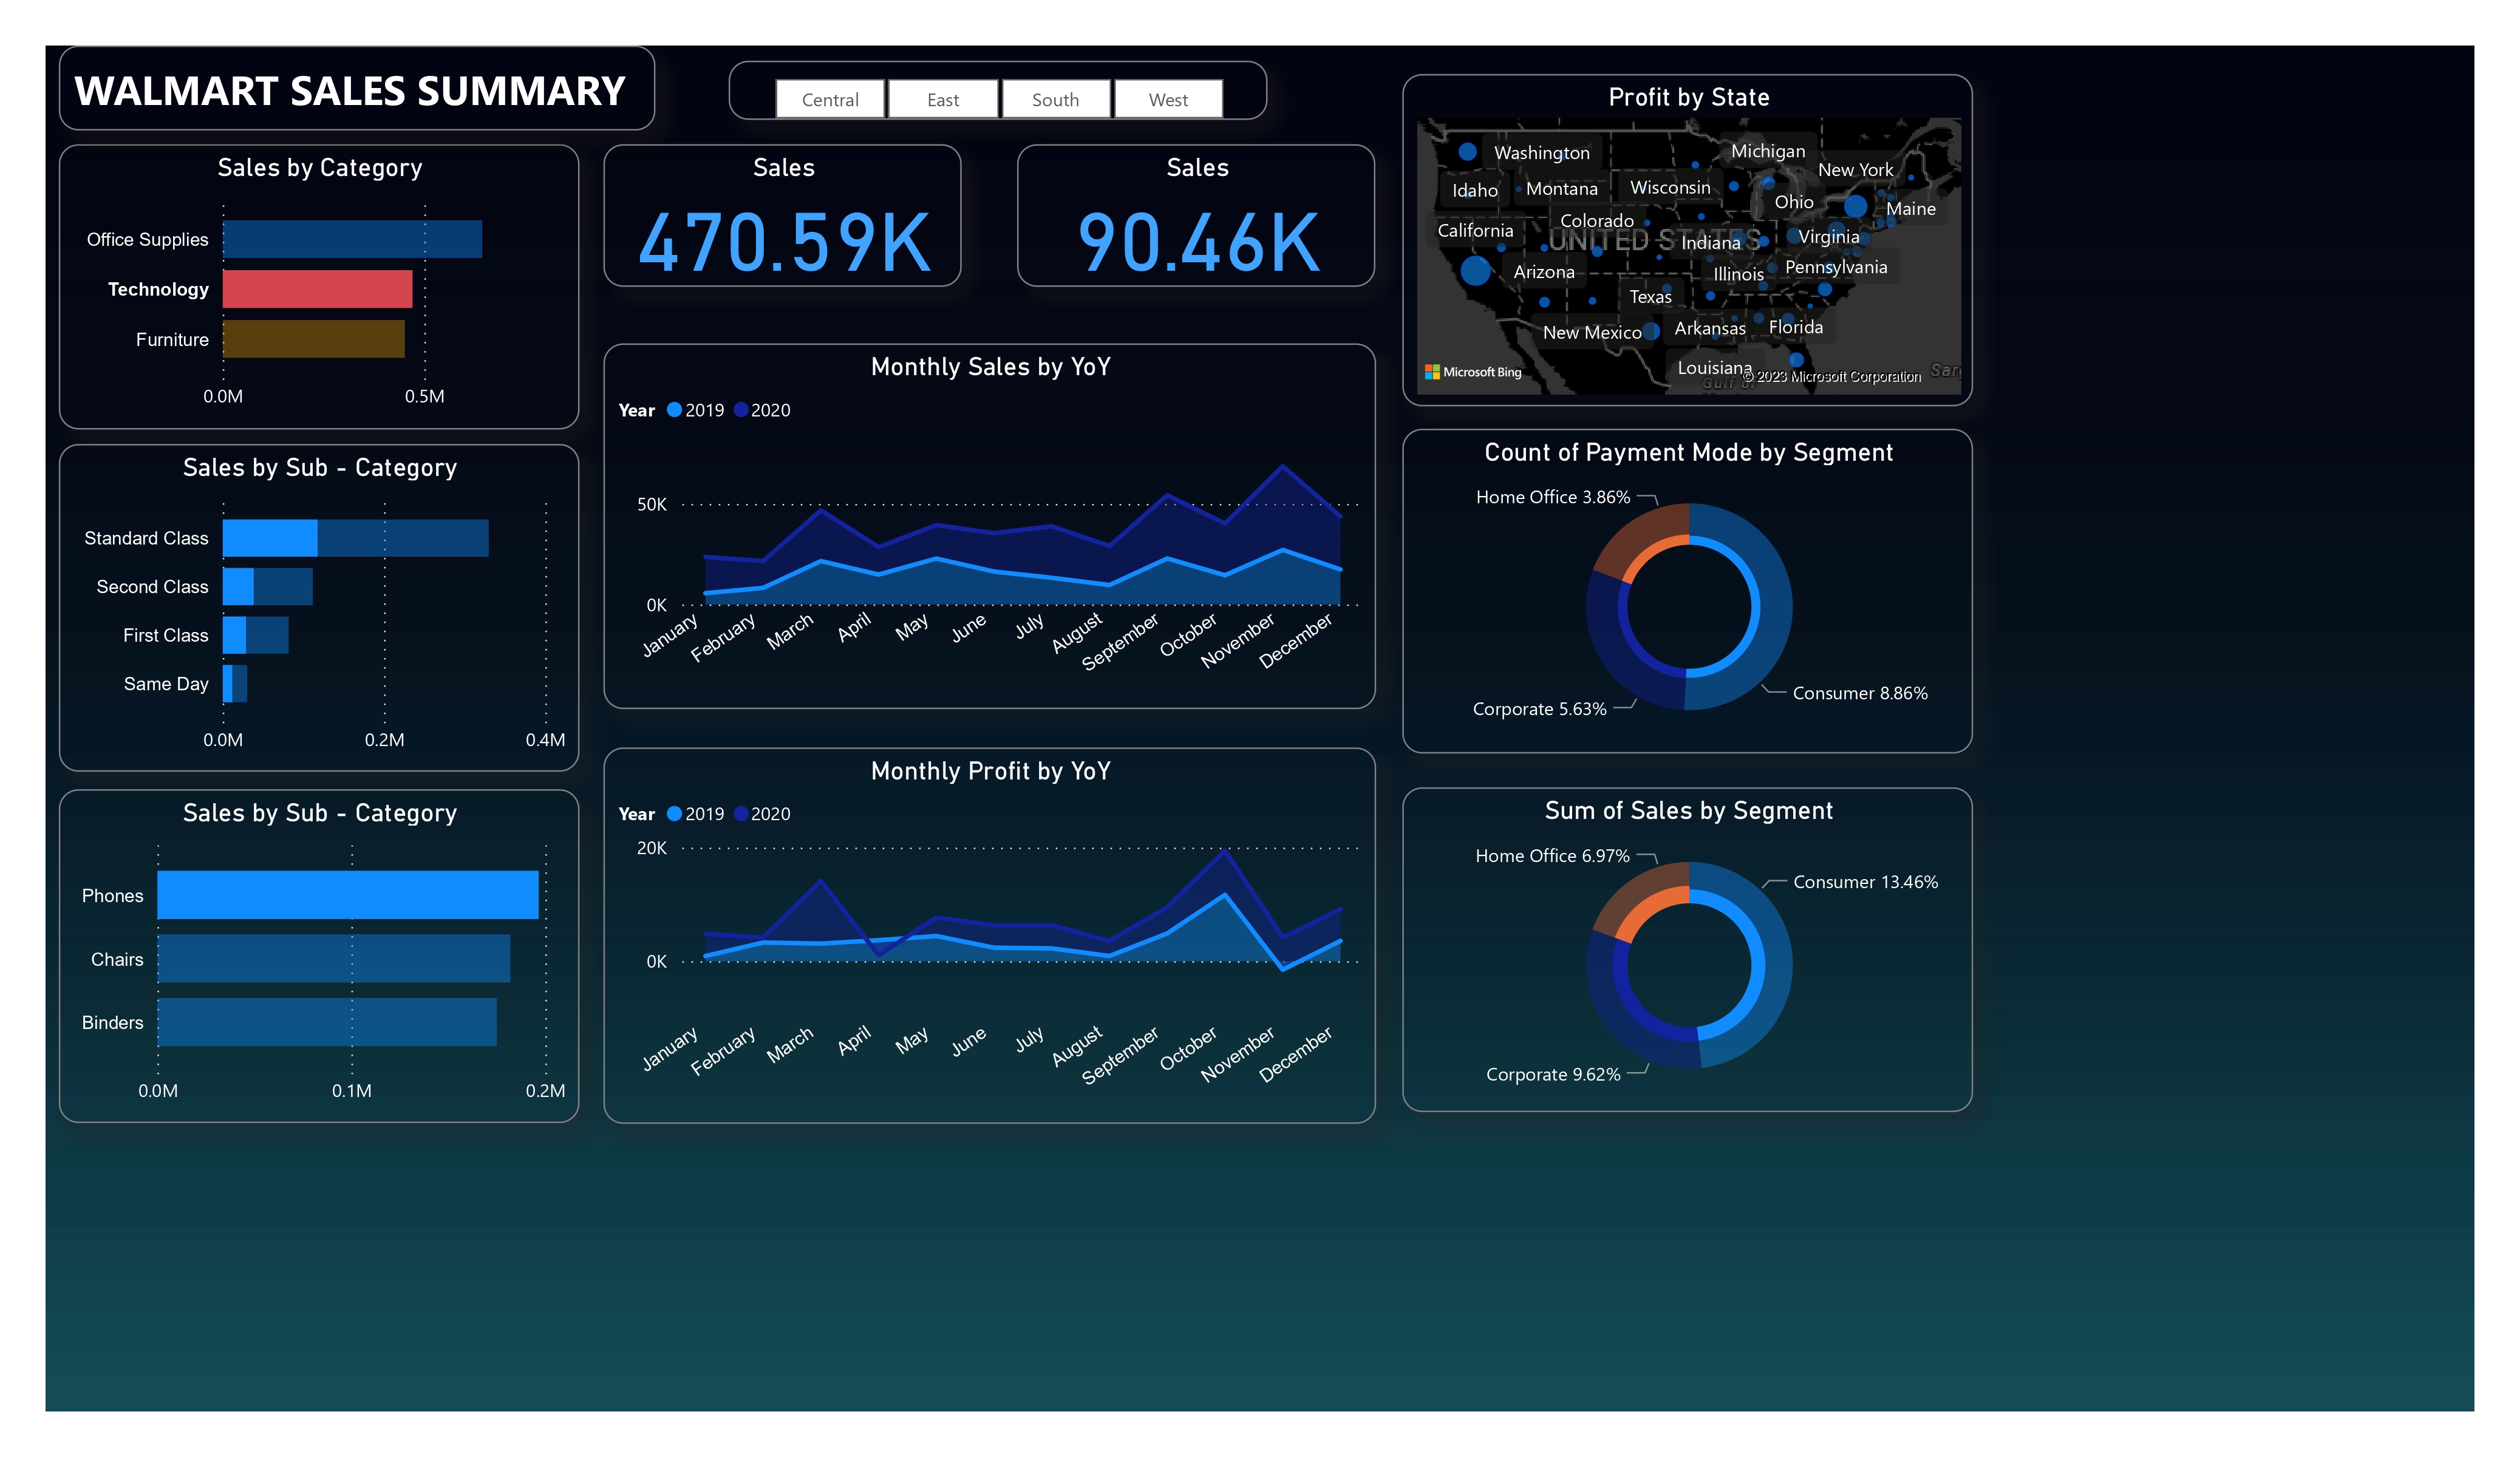 WALMART SALES SUMMARY
Central East South West
Sales by Category
Office Supplies
Technology
Furniture
0.0M 0.5M
Sales by Sub - Category
Standard Class
Second Class
First Class
Same Day
0.0M 0.2M 0.4M
Sales by Sub - Category
Phones
Chairs
Binders
0.0M 0.1M 0.2M
Sales
470.59K
Sales
90.46K
Monthly Sales by YoY
Year 2019 2020
50K
0K
January February March April May June July August September October November December
Monthly Profit by YoY
Year 2019 2020
20K
0K
January February March April May June July August September October November December
Profit by State
Washington Michigan
New York
Idaho Montana Wisconsin
Ohio Maine
Colorado
California
UNITED STATES
Indiana Virginia
Arizona Illinois Pennsylvania
Texas
New Mexico Arkansas Florida
Louisiana
Gulf of
Microsoft Bing
© 2023 Microsoft Corporation
Count of Payment Mode by Segment
Home Office 3.86%
Consumer 8.86%
Corporate 5.63%
Sum of Sales by Segment
Home Office 6.97%
Consumer 13.46%
Corporate 9.62%